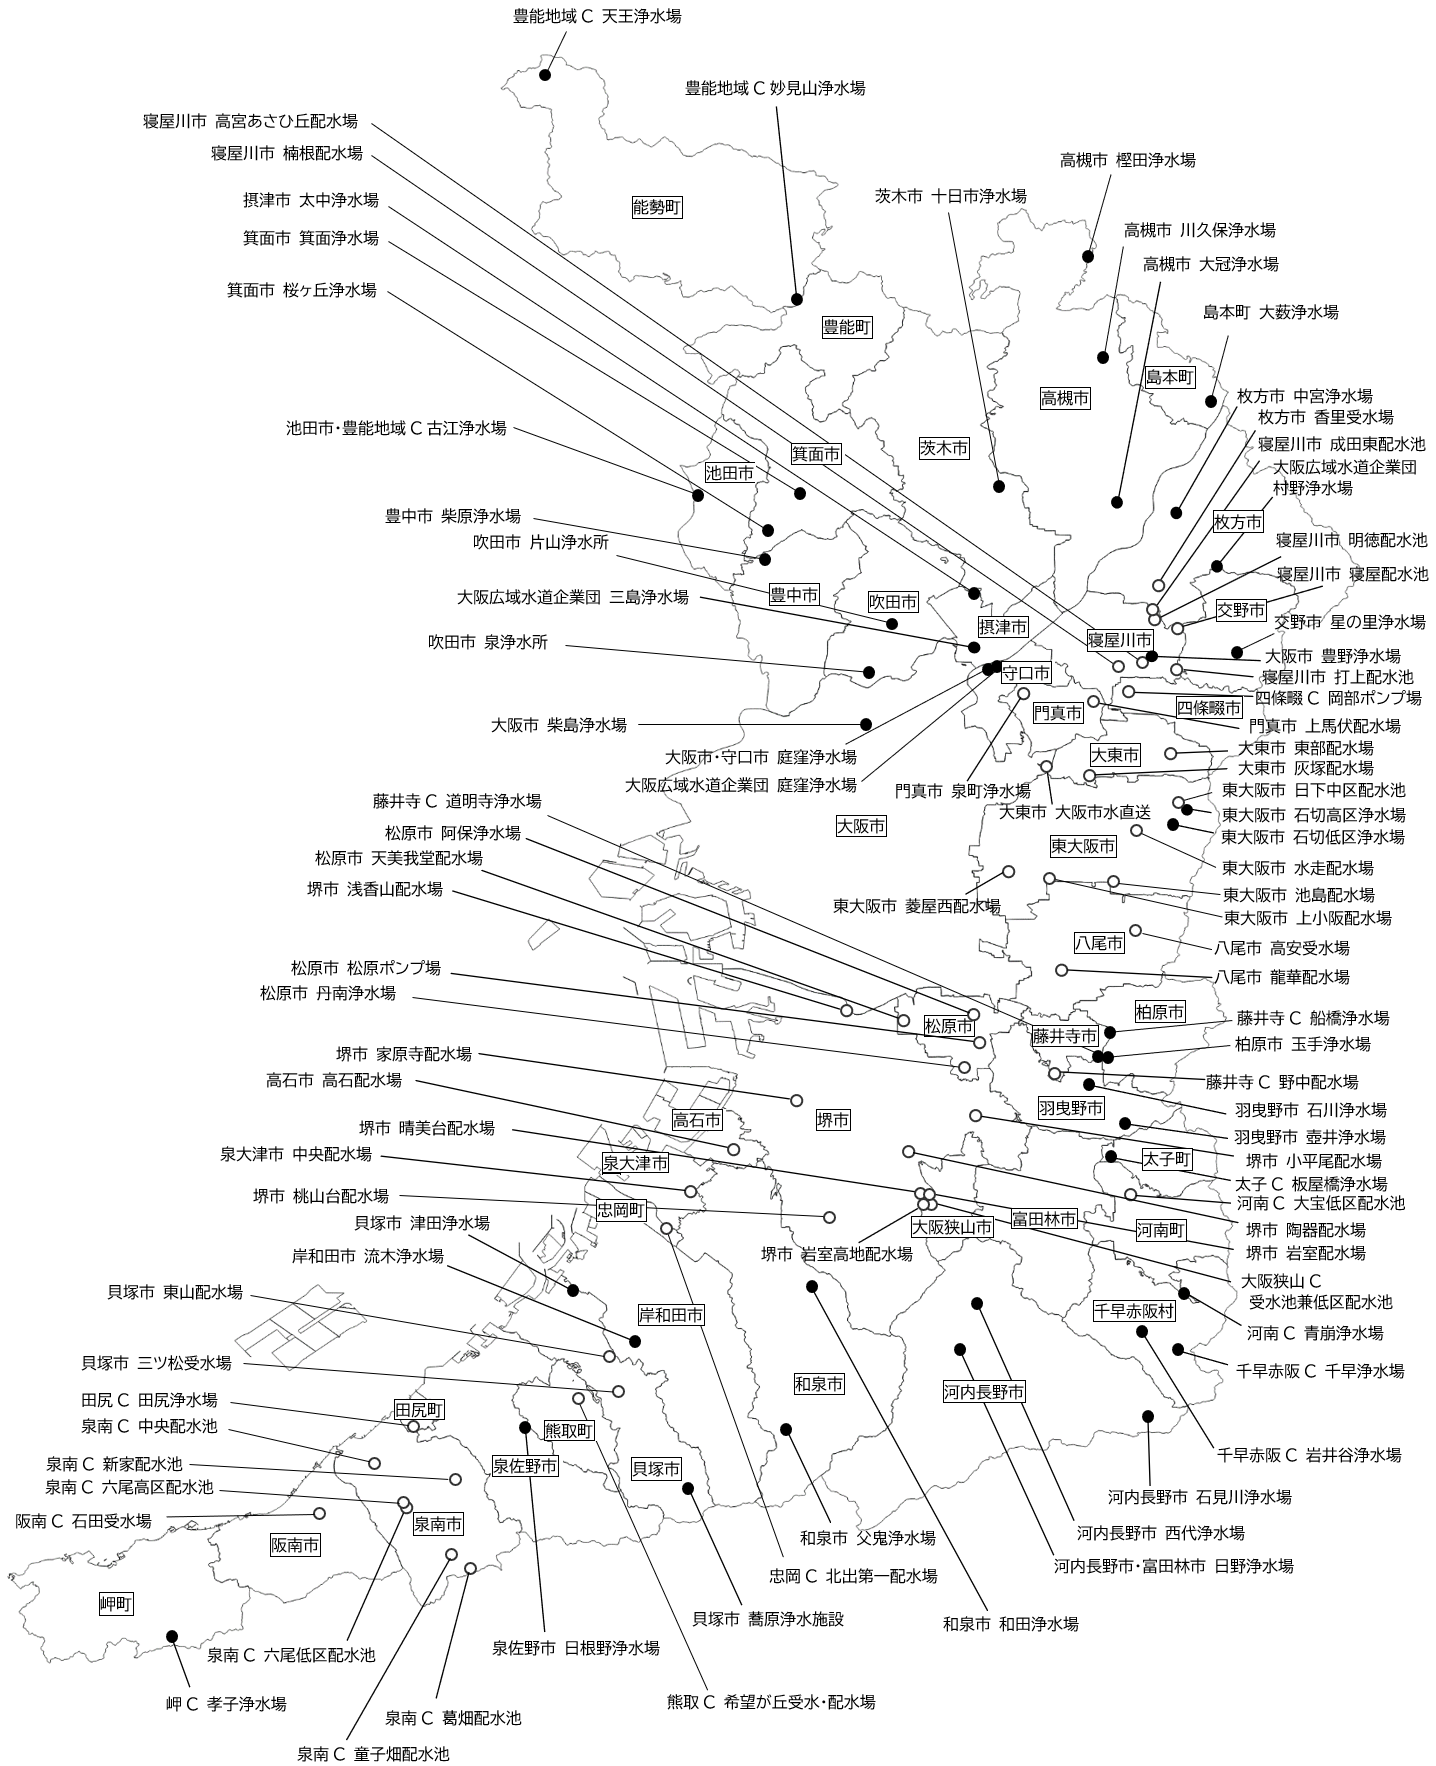 豊能地域C 天王浄水場
豊能地域C 妙見山浄水場
寝屋川市 高宮あさひ丘配水場
寝屋川市 楠根配水場
高槻市 樫田浄水場
茨木市 十日市浄水場
摂津市 太中浄水場
能勢町
高槻市 川久保浄水場
箕面市 箕面浄水場
高槻市 大冠浄水場
箕面市 桜ヶ丘浄水場
島本町 大薮浄水場
豊能町
島本町
高槻市
枚方市 中宮浄水場
枚方市 香里受水場
池田市・豊能地域C古江浄水場
寝屋川市 成田東配水池
茨木市
箕面市
池田市
大阪広域水道企業団
村野浄水場
豊中市 柴原浄水場
枚方市
吹田市 片山浄水所
寝屋川市 明徳配水池
寝屋川市 寝屋配水池
豊中市
吹田市
大阪広域水道企業団 三島浄水場
交野市
摂津市
交野市 星の里浄水場
吹田市 泉浄水所
寝屋川市
大阪市 豊野浄水場
守口市
寝屋川市 打上配水池
四條畷C 岡部ポンプ場
四條畷市
門真市
大阪市 柴島浄水場
門真市 上馬伏配水場
大阪市・守口市 庭窪浄水場
大東市
大東市 東部配水場
大東市 灰塚配水場
大阪広域水道企業団 庭窪浄水場
門真市 泉町浄水場
東大阪市 日下中区配水池
藤井寺C 道明寺浄水場
大東市 大阪市水直送
東大阪市 石切高区浄水場
大阪市
松原市 阿保浄水場
東大阪市 石切低区浄水場
東大阪市
松原市 天美我堂配水場
東大阪市 水走配水場
堺市 浅香山配水場
東大阪市 池島配水場
東大阪市 菱屋西配水場
東大阪市 上小阪配水場
八尾市
八尾市 高安受水場
松原市 松原ポンプ場
八尾市 龍華配水場
松原市 丹南浄水場
柏原市
藤井寺C 船橋浄水場
松原市
藤井寺市
柏原市 玉手浄水場
堺市 家原寺配水場
高石市 高石配水場
藤井寺C 野中配水場
羽曳野市
羽曳野市 石川浄水場
高石市
堺市
堺市 晴美台配水場
羽曳野市 壺井浄水場
泉大津市 中央配水場
泉大津市
太子町
堺市 小平尾配水場
太子C 板屋橋浄水場
堺市 桃山台配水場
河南C 大宝低区配水池
忠岡町
貝塚市 津田浄水場
富田林市
大阪狭山市
河南町
堺市 陶器配水場
岸和田市 流木浄水場
堺市 岩室高地配水場
堺市 岩室配水場
大阪狭山C
受水池兼低区配水池
貝塚市 東山配水場
岸和田市
千早赤阪村
河南C 青崩浄水場
貝塚市 三ツ松受水場
千早赤阪C 千早浄水場
和泉市
河内長野市
田尻C 田尻浄水場
田尻町
泉南C 中央配水池
熊取町
千早赤阪C 岩井谷浄水場
泉南C 新家配水池
泉佐野市
貝塚市
泉南C 六尾高区配水池
河内長野市 石見川浄水場
阪南C 石田受水場
泉南市
河内長野市 西代浄水場
和泉市 父鬼浄水場
阪南市
河内長野市・富田林市 日野浄水場
忠岡C 北出第一配水場
岬町
貝塚市 蕎原浄水施設
和泉市 和田浄水場
泉佐野市 日根野浄水場
泉南C 六尾低区配水池
岬C 孝子浄水場
熊取C 希望が丘受水・配水場
泉南C 葛畑配水池
泉南C 童子畑配水池